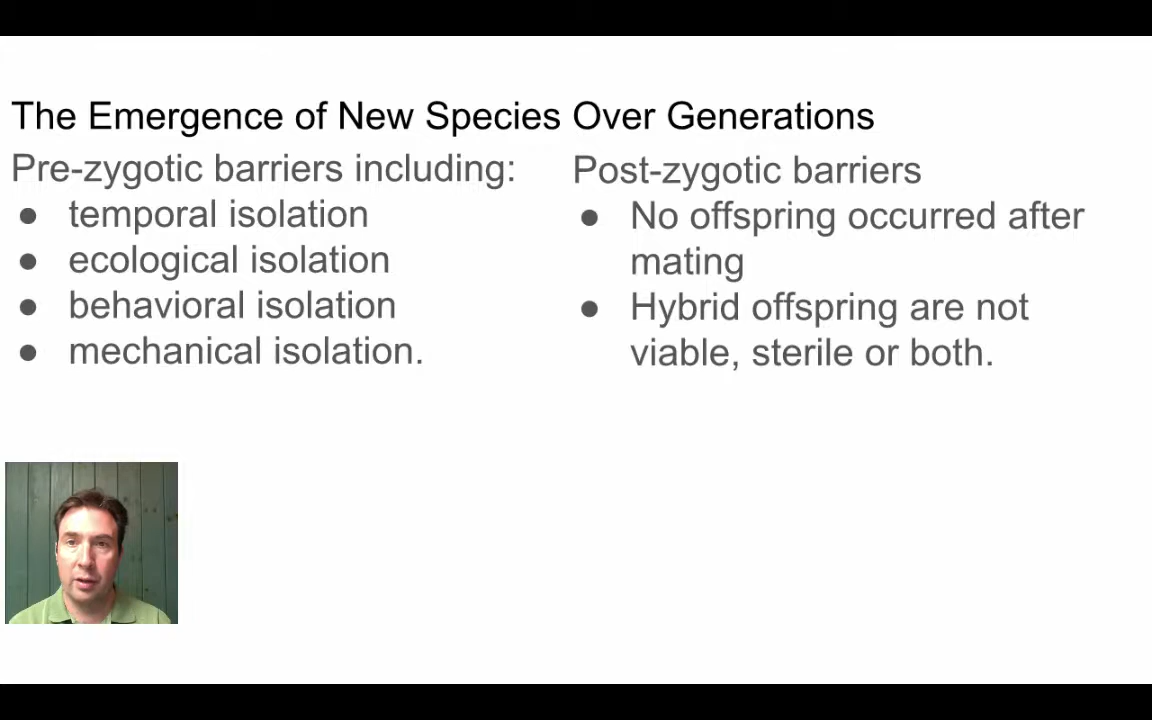 The Emergence of New Species Over Generations
Pre-zygotic barriers including:
● temporal isolation
● ecological isolation
● behavioral isolation
● mechanical isolation.
Post-zygotic barriers
● No offspring occurred after
mating
● Hybrid offspring are not
viable, sterile or both.